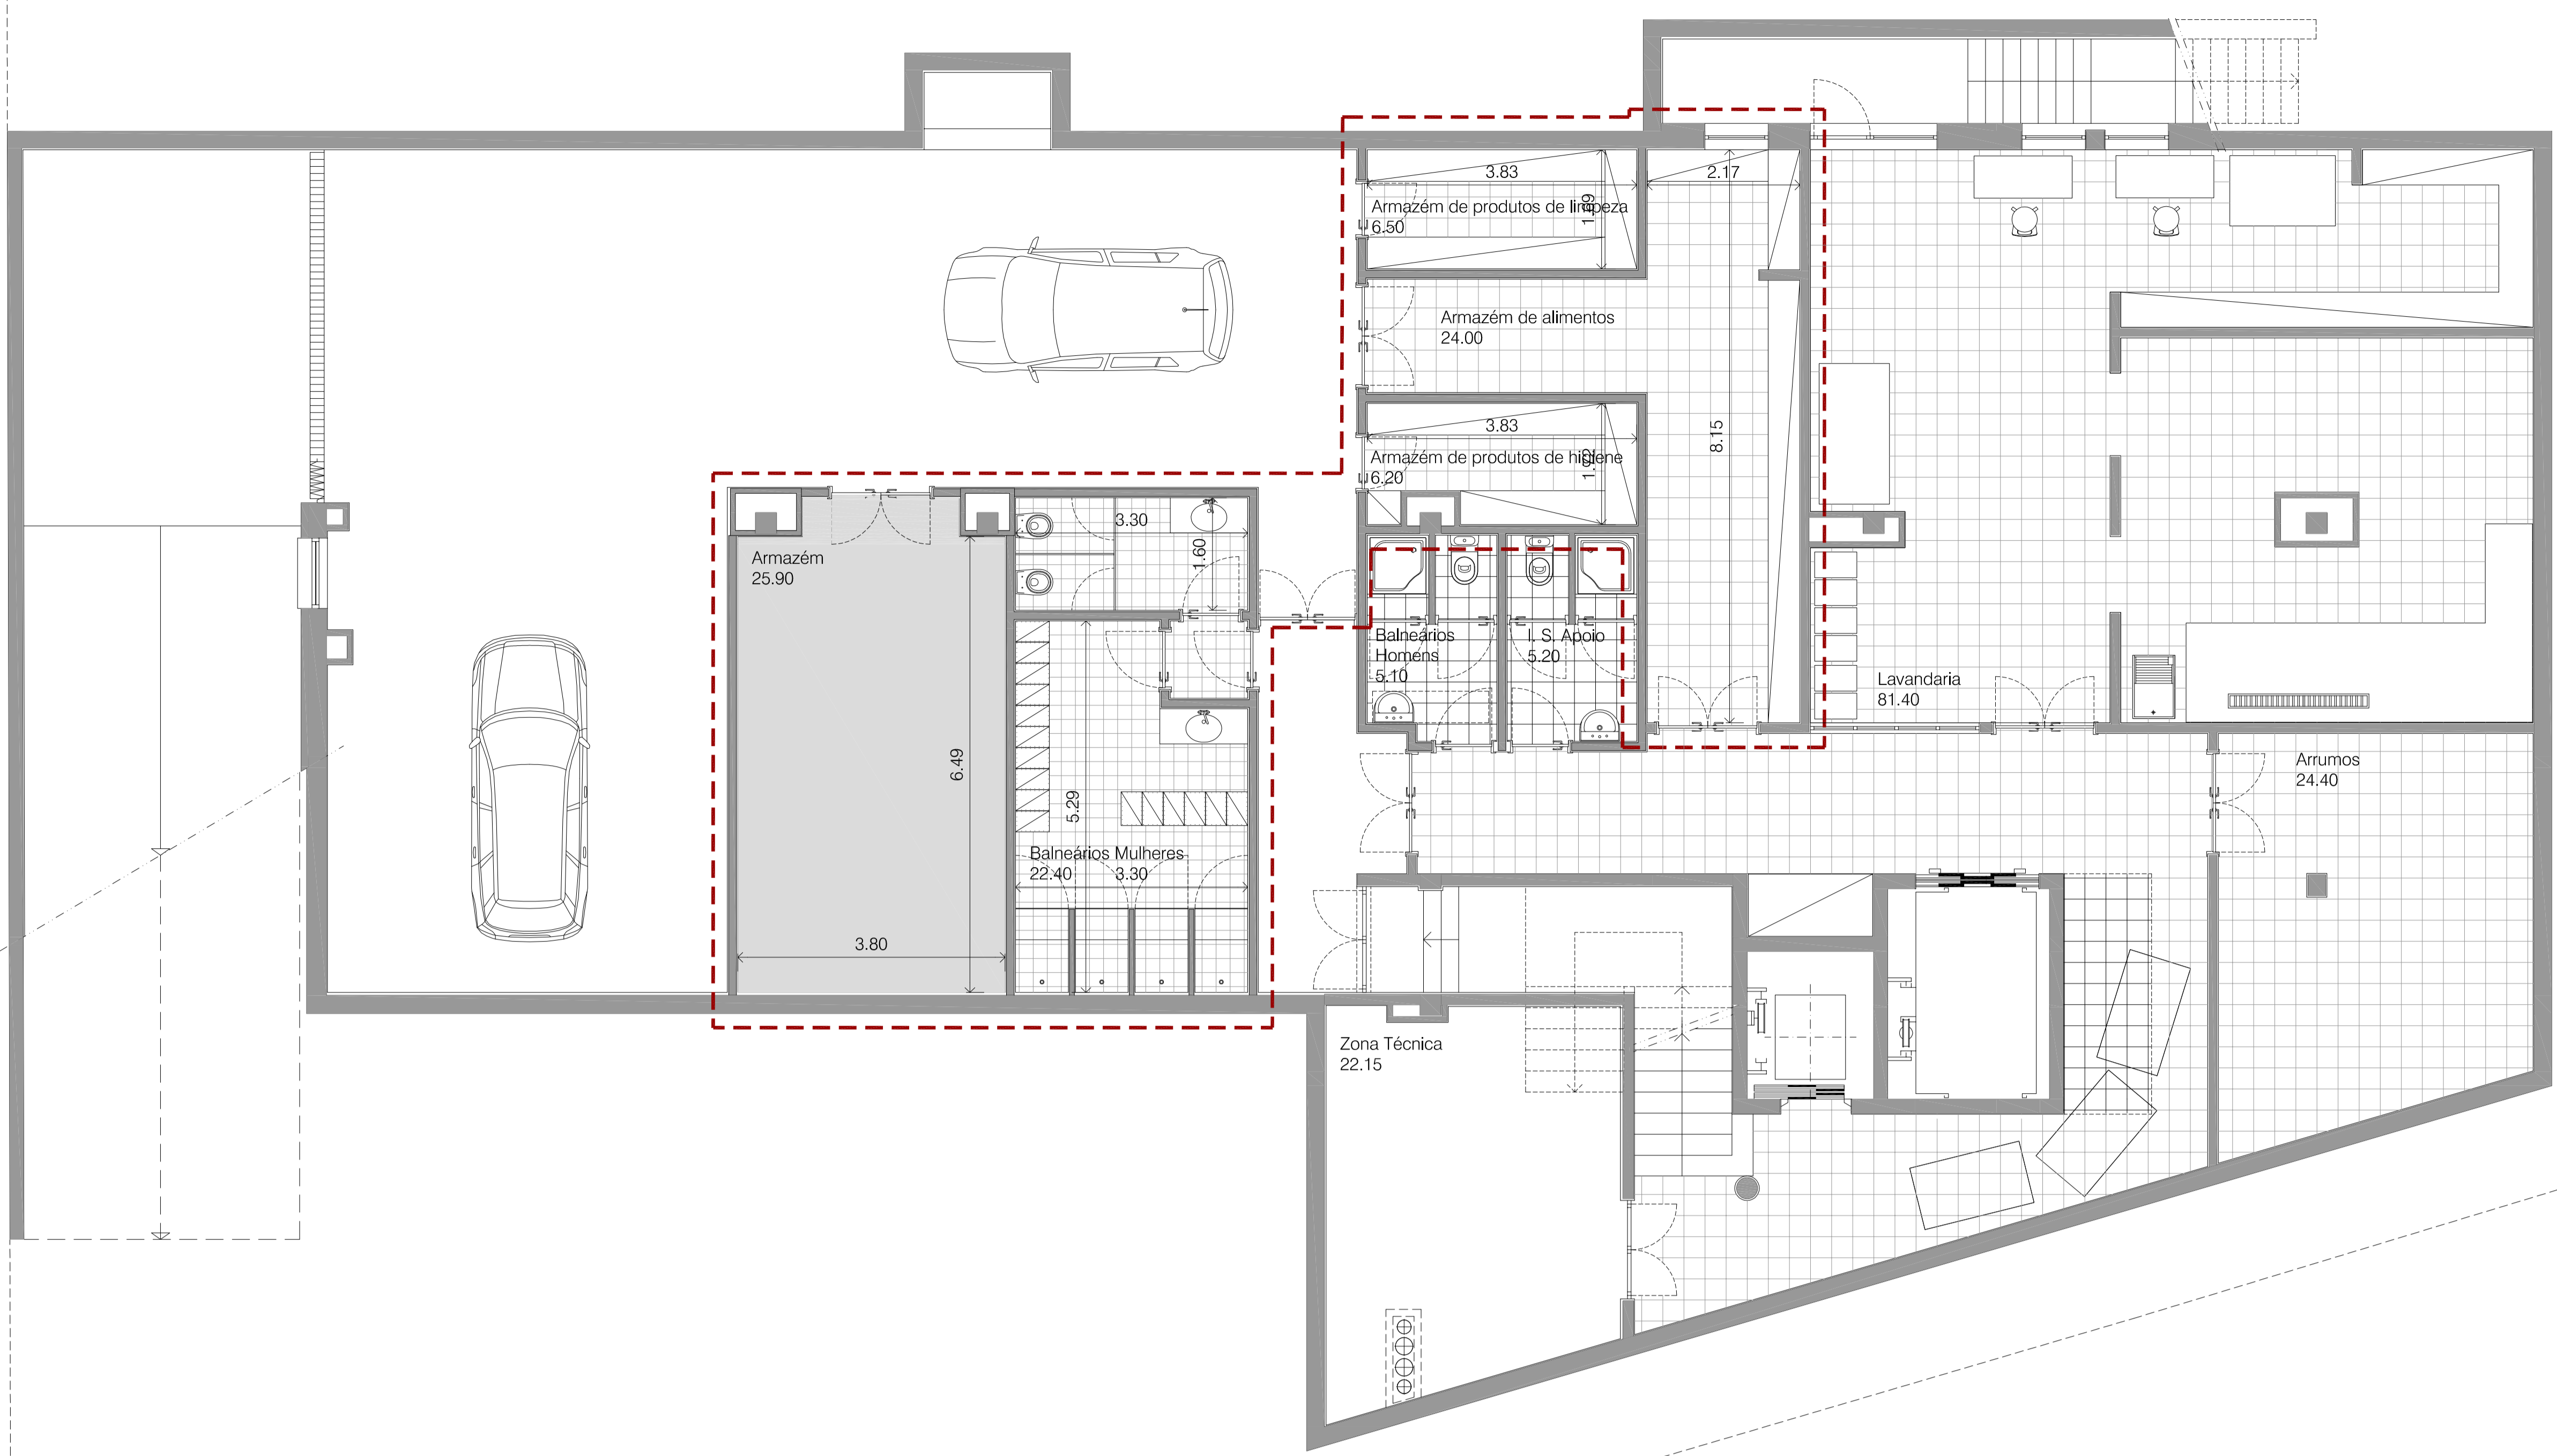 3.83
2.17
1.69
Armazém de produtos de limpeza
6.50
Armazém de alimentos
24.00
3.83
8.15
Armazém de produtos de higiene
6.20
3.30
1.60
Armazém
25.90
Balneários
Homens
5.10
I. S. Apoio
5.20
Lavandaria
81.40
6.49
5.29
Arrumos
24.40
Balneários Mulheres
22.40
3.30
3.80
Zona Técnica
22.15